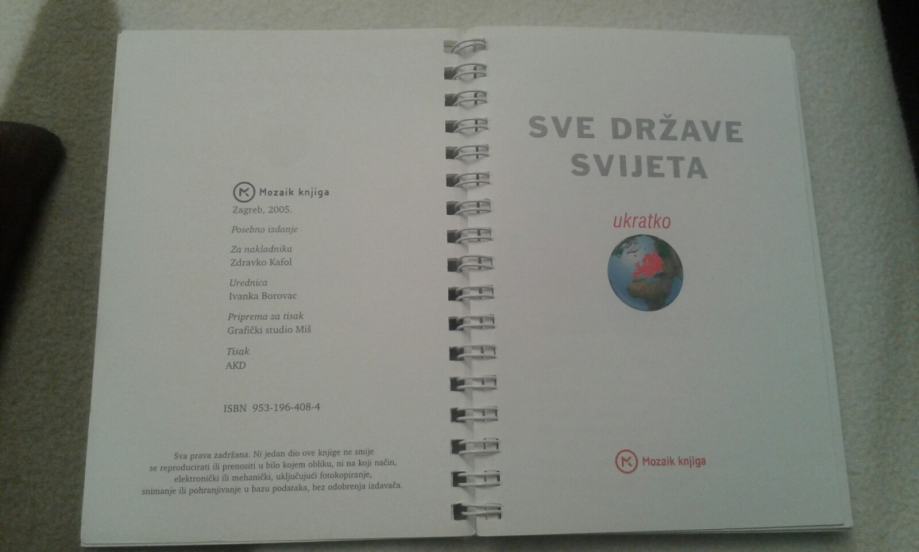 Mozaik knjiga
Zagreb, 2005.
Posebno izdanje
Za nakladnika
Zdravko Kafol
Urednica
Ivanka Borovac
Priprema za tisak
Grafički studio Miš
Tisak
AKD
ISBN 953-196-408-4
Sva prava zadržana. Ni jedan dio ove knjige ne smije
se reproducirati ili prenositi u bilo kojem obliku, ni na koji način,
elektronički ili mehanički, uključujući fotokopiranje,
snimanje ili pohranjivanje u bazu podataka, bez odobrenja izdavača.
SVE DRŽAVE
SVIJETA
ukratko
Mozaik knjiga